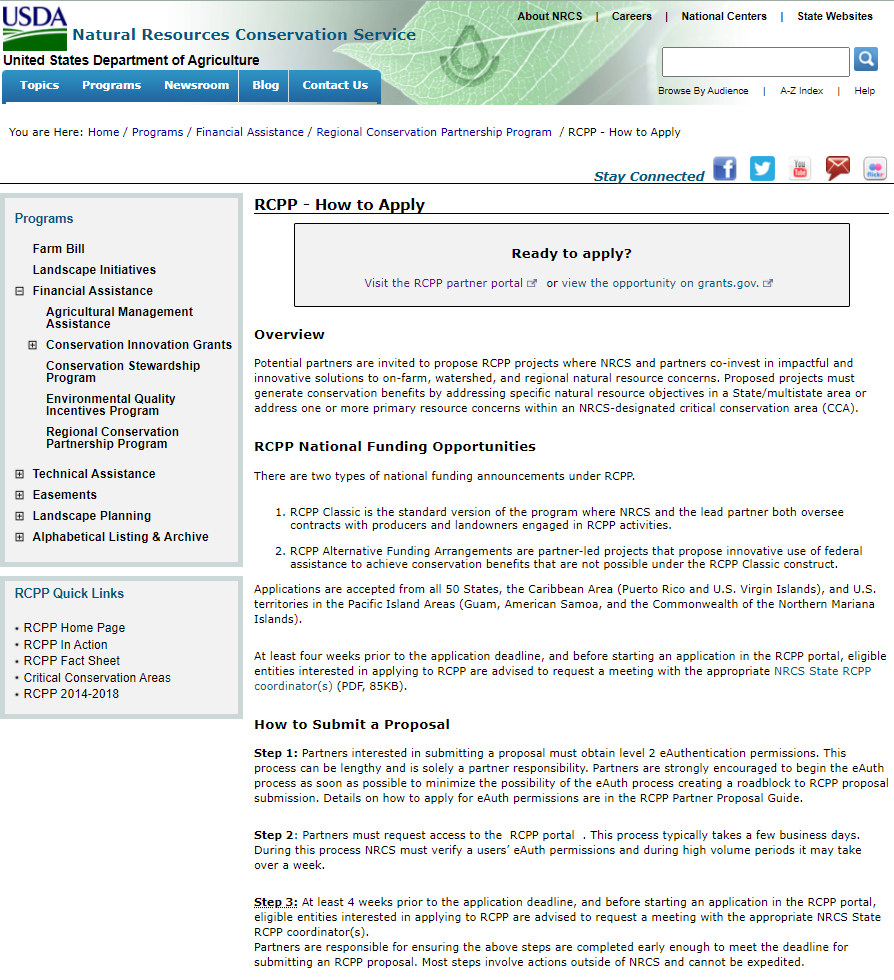 USDA
Natural Resources Conservation Service
United States Department of Agriculture
About NRCS | Careers | National Centers | State Websites
Topics Programs Newsroom Blog Contact Us
Browse By Audience | A-Z Index | Help
You are Here: Home / Programs / Financial Assistance / Regional Conservation Partnership Program / RCPP - How to Apply
Stay Connected
You
Tube
flickr
Programs
Farm Bill
Landscape Initiatives
Financial Assistance
Agricultural Management
Assistance
Conservation Innovation Grants
Conservation Stewardship
Program
Environmental Quality
Incentives Program
Regional Conservation
Partnership Program
Technical Assistance
Easements
Landscape Planning
Alphabetical Listing & Archive
RCPP Quick Links
• RCPP Home Page
• RCPP In Action
• RCPP Fact Sheet
• Critical Conservation Areas
• RCPP 2014-2018
RCPP - How to Apply
Ready to apply?
Visit the RCPP partner portal or view the opportunity on grants.gov.
Overview
Potential partners are invited to propose RCPP projects where NRCS and partners co-invest in impactful and
innovative solutions to on-farm, watershed, and regional natural resource concerns. Proposed projects must
generate conservation benefits by addressing specific natural resource objectives in a State/multistate area or
address one or more primary resource concerns within an NRCS-designated critical conservation area (CCA).
RCPP National Funding Opportunities
There are two types of national funding announcements under RCPP.
1. RCPP Classic is the standard version of the program where NRCS and the lead partner both oversee
contracts with producers and landowners engaged in RCPP activities.
2. RCPP Alternative Funding Arrangements are partner-led projects that propose innovative use of federal
assistance to achieve conservation benefits that are not possible under the RCPP Classic construct.
Applications are accepted from all 50 States, the Caribbean Area (Puerto Rico and U.S. Virgin Islands), and U.S.
territories in the Pacific Island Areas (Guam, American Samoa, and the Commonwealth of the Northern Mariana
Islands).
At least four weeks prior to the application deadline, and before starting an application in the RCPP portal, eligible
entities interested in applying to RCPP are advised to request a meeting with the appropriate NRCS State RCPP
coordinator(s) (PDF, 85KB).
How to Submit a Proposal
Step 1: Partners interested in submitting a proposal must obtain level 2 eAuthentication permissions. This
process can be lengthy and is solely a partner responsibility. Partners are strongly encouraged to begin the eAuth
process as soon as possible to minimize the possibility of the eAuth process creating a roadblock to RCPP proposal
submission. Details on how to apply for eAuth permissions are in the RCPP Partner Proposal Guide.
Step 2: Partners must request access to the RCPP portal . This process typically takes a few business days.
During this process NRCS must verify a users’ eAuth permissions and during high volume periods it may take
over a week.
Step 3: At least 4 weeks prior to the application deadline, and before starting an application in the RCPP portal,
eligible entities interested in applying to RCPP are advised to request a meeting with the appropriate NRCS State
RCPP coordinator(s).
Partners are responsible for ensuring the above steps are completed early enough to meet the deadline for
submitting an RCPP proposal. Most steps involve actions outside of NRCS and cannot be expedited.